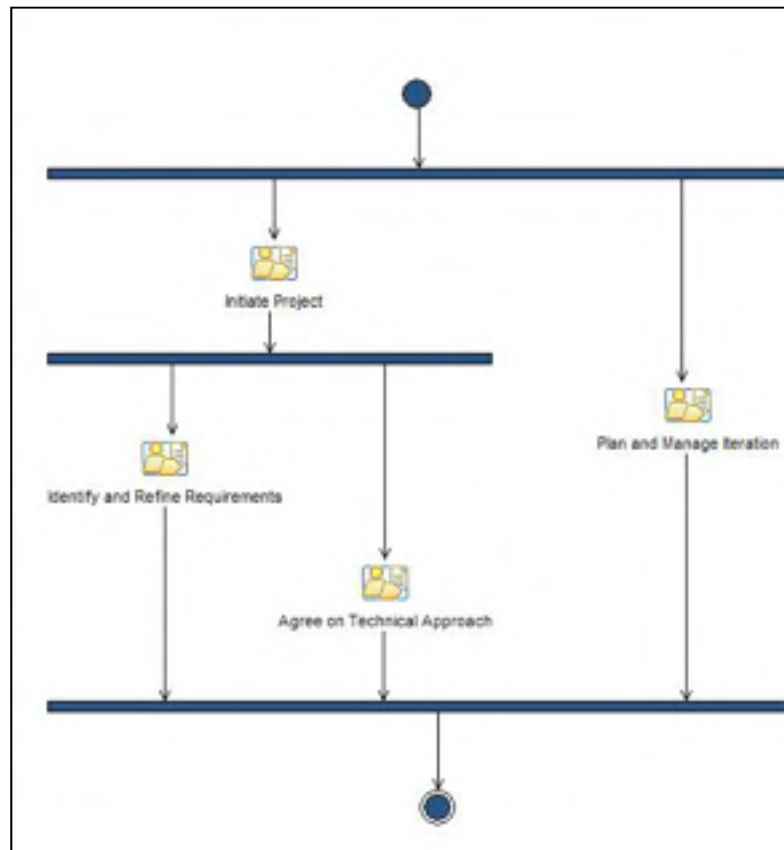 Initiate Project
Plan and Manage Iteration
Identify and Refine Requirements
Agree on Technical Approach